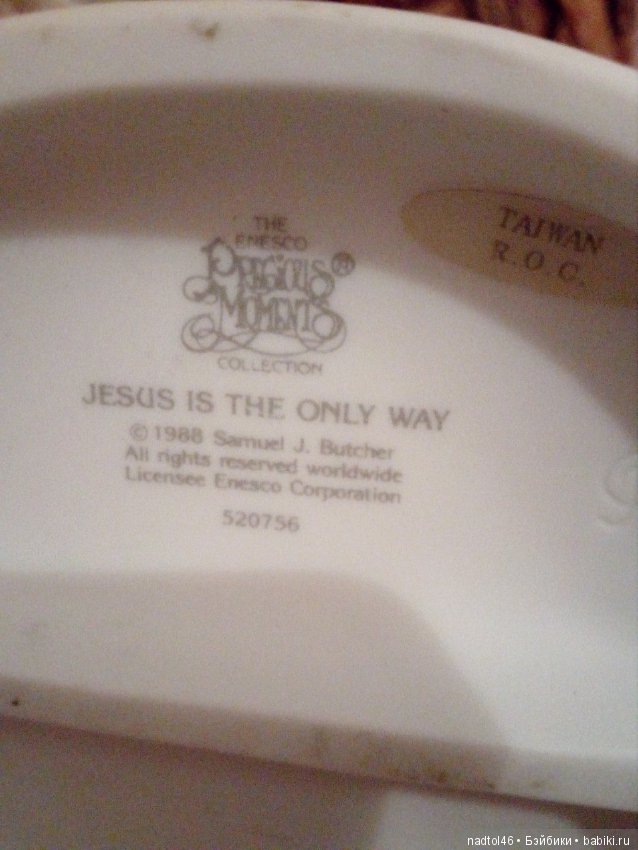 THE
ENESCO
PRECIOUS ®
MOMENTS
COLLECTION
TAIWAN
R.O.C.
JESUS IS THE ONLY WAY
© 1988 Samuel J. Butcher
All rights reserved worldwide
Licensee Enesco Corporation
520756
nadtol46 • Бэйбики • babiki.ru